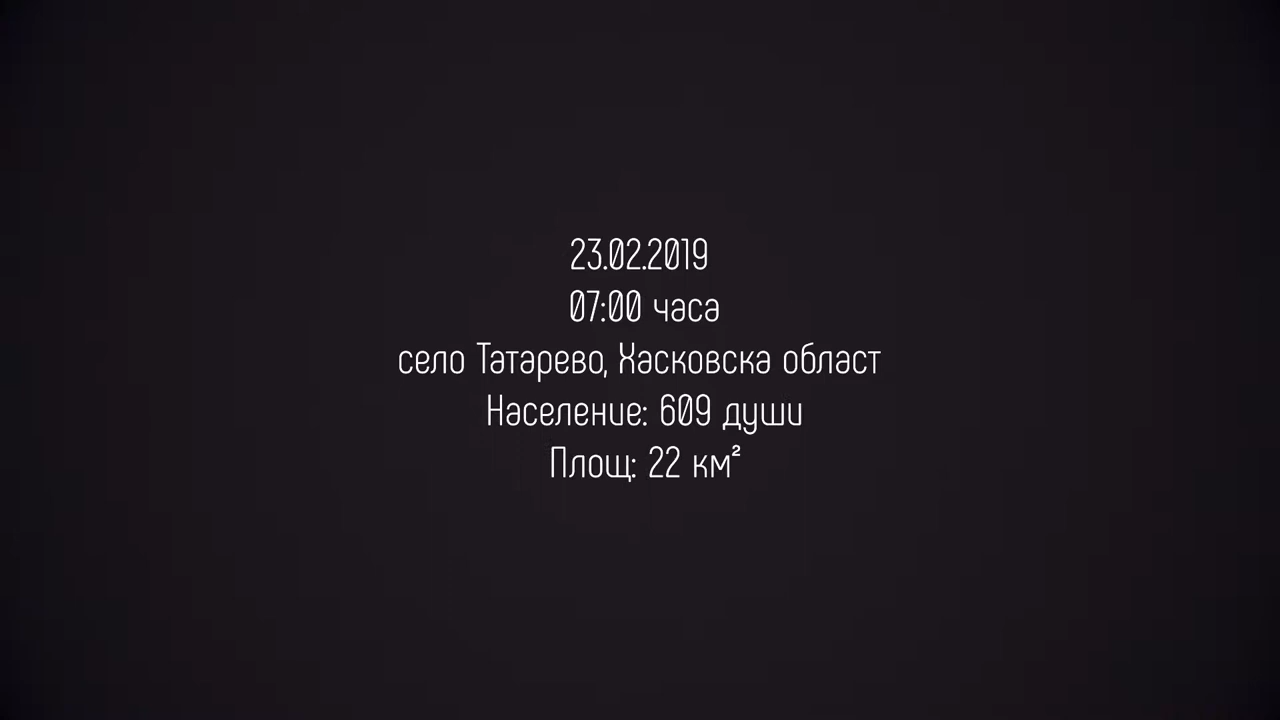 23.02.2019
07:00 часа
село Татарево, Хасковска област
Население: 609 души
Площ: 22 км²